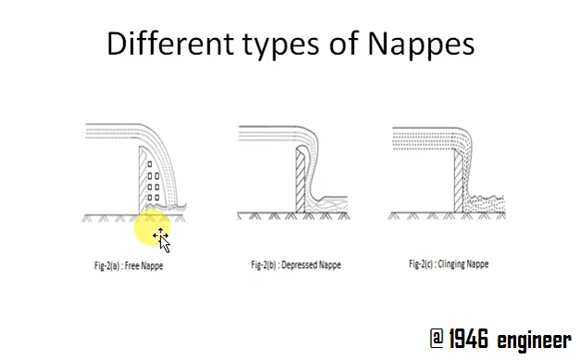 Different types of Nappes
Fig-2(a) : Free Nappe
Fig-2(b) : Depressed Nappe
Fig-2(c) : Clinging Nappe
@ 1946 engineer